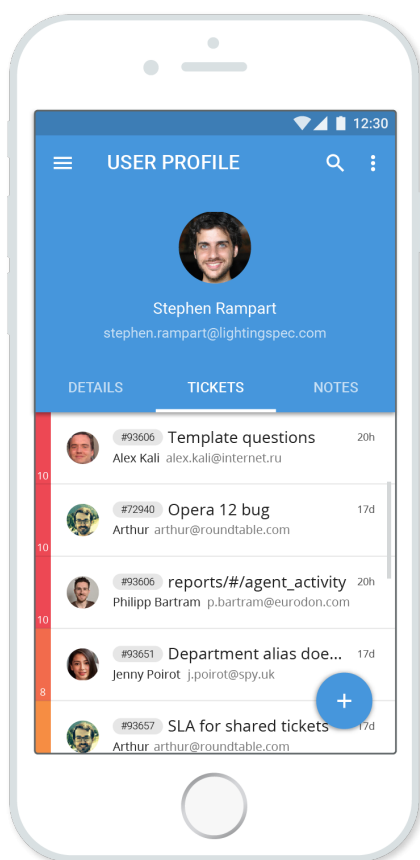 12:30
USER PROFILE
Stephen Rampart
stephen.rampart@lightingspec.com
DETAILS TICKETS NOTES
#93606 Template questions 20h
Alex Kali alex.kali@internet.ru
10
#72940 Opera 12 bug 17d
Arthur arthur@roundtable.com
10
#93606 reports/#/agent_activity 20h
Philipp Bartram p.bartram@eurodon.com
10
#93651 Department alias doe... 17d
Jenny Poirot j.poirot@spy.uk
8
+
#93657 SLA for shared tickets 17d
Arthur arthur@roundtable.com